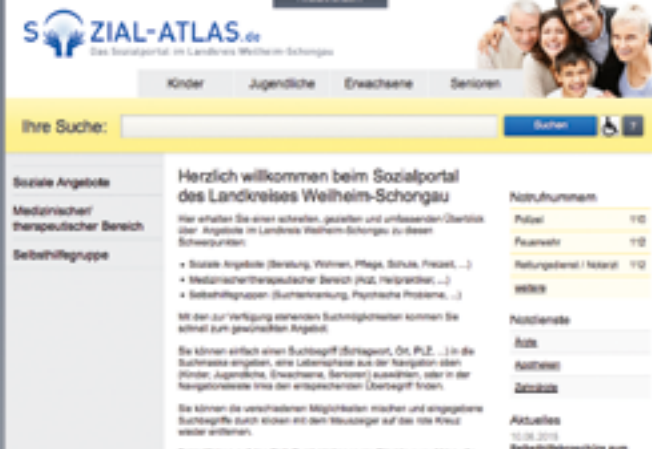 SOZIAL-ATLAS.de
Das Sozialportal im Landkreis Weilheim-Schongau
Kinder Jugendliche Erwachsene Senioren
Ihre Suche:
Suchen
?
Soziale Angebote
Medizinischer/
therapeutischer Bereich
Selbsthilfegruppe
Herzlich willkommen beim Sozialportal
des Landkreises Weilheim-Schongau
Hier erhalten Sie einen schnellen, gezielten und umfassenden Überblick
über Angebote im Landkreis Weilheim-Schongau zu diesen
Schwerpunkten:
Soziale Angebote (Beratung, Wohnen, Pflege, Schule, Freizeit, ...)
Medizinischer/therapeutischer Bereich (Arzt, Heilpraktiker, ...)
Selbsthilfegruppen (Suchterkrankung, Psychische Probleme, ...)
Mit den zur Verfügung stehenden Suchmöglichkeiten kommen Sie
schnell zum gewünschten Angebot:
Sie können einfach einen Suchbegriff (Schlagwort, Ort, PLZ, ...) in die
Suchmaske eingeben, eine Lebensphase aus der Navigation oben
(Kinder, Jugendliche, Erwachsene, Senioren) auswählen, oder in der
Navigationsleiste links den entsprechenden Überbegriff finden.
Sie können die verschiedenen Möglichkeiten mischen und eingegebene
Suchbegriffe durch klicken mit dem Mauszeiger auf das rote Kreuz
wieder entfernen.
Notrufnummern
Polizei 110
Feuerwehr 112
Rettungsdienst / Notarzt 112
weitere
Notdienste
Ärzte
Apotheken
Zahnärzte
Aktuelles
10.06.2015